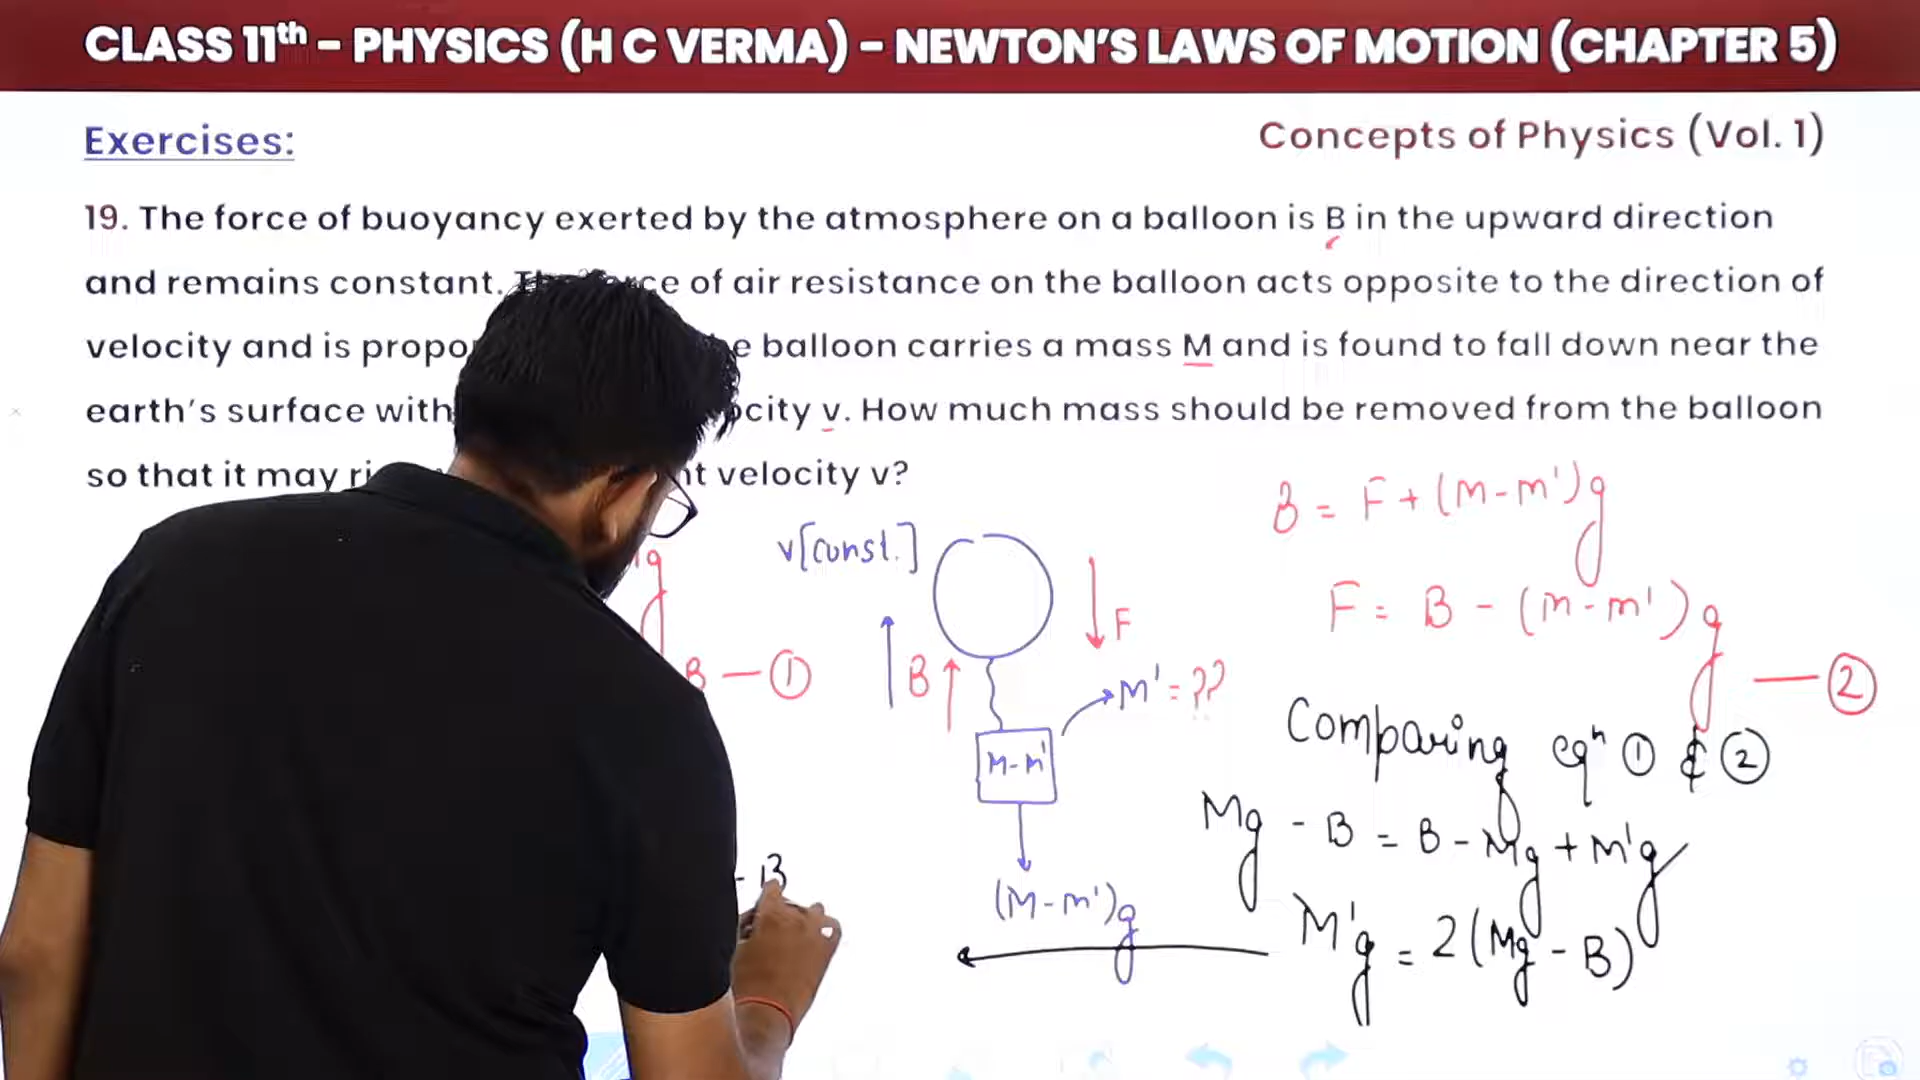 CLASS 11th – PHYSICS (H C VERMA) – NEWTON'S LAWS OF MOTION (CHAPTER 5)
Exercises:
Concepts of Physics (Vol. 1)
19. The force of buoyancy exerted by the atmosphere on a balloon is B in the upward direction
and remains constant. of air resistance on the balloon acts opposite to the direction of
velocity and is balloon carries a mass M and is found to fall down near the
earth's surface with v. How much mass should be removed from the balloon
so that it may velocity v?
B = F + (M - M')g
v [const.]
F = B - (M - M')g — ②
F
B — ①
B
M' = ??
Comparing eqⁿ ① & ②
M-M'
Mg - B = B - Mg + M'g
- B
(M - M')g
M'g = 2(Mg - B)